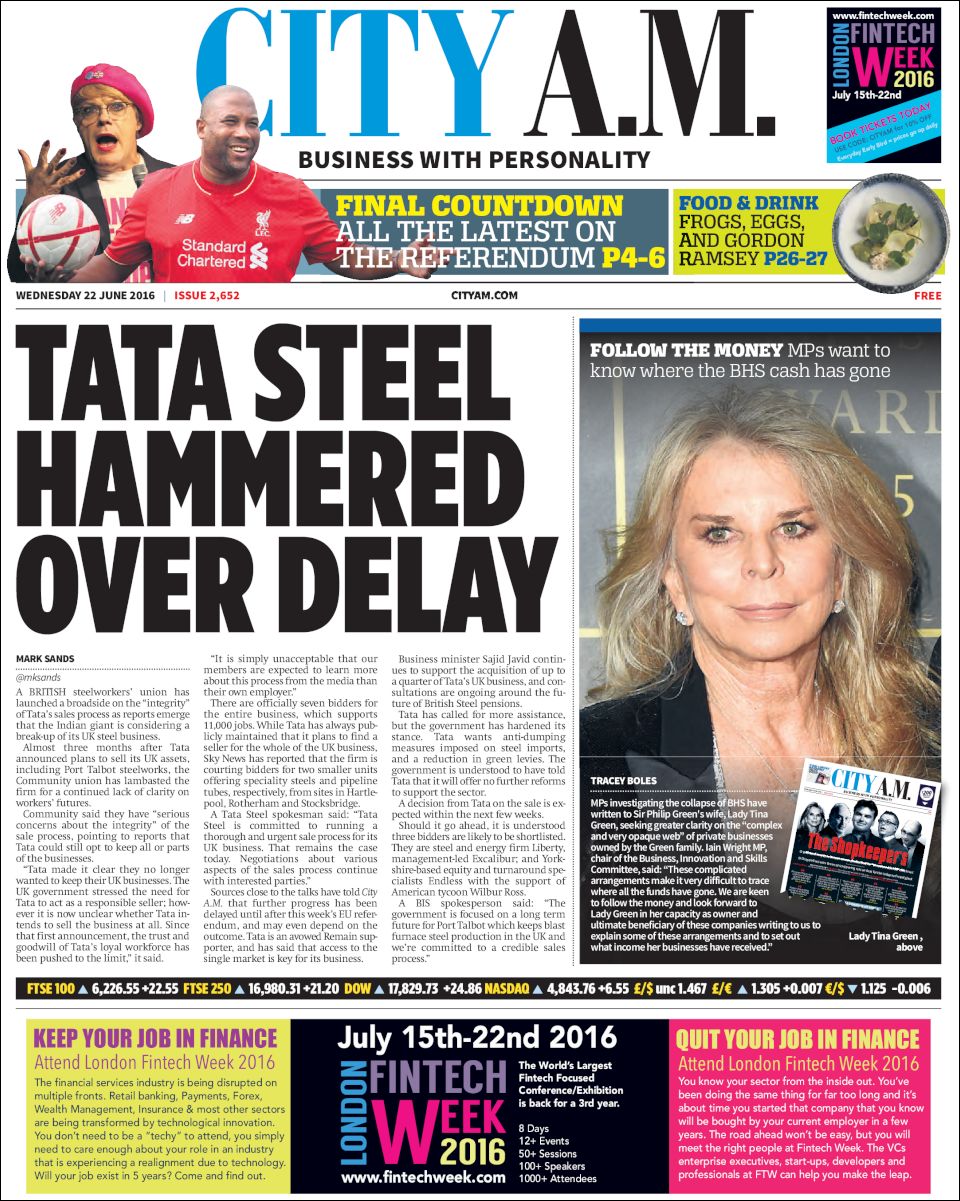 CITY A.M.
BUSINESS WITH PERSONALITY
www.fintechweek.com
LONDON
FINTECH
WEEK
2016
July 15th-22nd
BOOK TICKETS TODAY
USE CODE: CITYAM for 10% OFF
Everyday Early Bird = prices go up daily
NB
L.F.C.
Standard
Chartered
FINAL COUNTDOWN
ALL THE LATEST ON
THE REFERENDUM P4-6
FOOD & DRINK
FROGS, EGGS,
AND GORDON
RAMSEY P26-27
WEDNESDAY 22 JUNE 2016 | ISSUE 2,652
CITYAM.COM
FREE
TATA STEEL
HAMMERED
OVER DELAY
MARK SANDS
@mksands
A BRITISH steelworkers' union has
launched a broadside on the "integrity"
of Tata's sales process as reports emerge
that the Indian giant is considering a
break-up of its UK steel business.
Almost three months after Tata
announced plans to sell its UK assets,
including Port Talbot steelworks, the
Community union has lambasted the
firm for a continued lack of clarity on
workers' futures.
Community said they have "serious
concerns about the integrity" of the
sale process, pointing to reports that
Tata could still opt to keep all or parts
of the businesses.
"Tata made it clear they no longer
wanted to keep their UK businesses. The
UK government stressed the need for
Tata to act as a responsible seller; how-
ever it is now unclear whether Tata in-
tends to sell the business at all. Since
that first announcement, the trust and
goodwill of Tata's loyal workforce has
been pushed to the limit," it said.
"It is simply unacceptable that our
members are expected to learn more
about this process from the media than
their own employer."
There are officially seven bidders for
the entire business, which supports
11,000 jobs. While Tata has always pub-
licly maintained that it plans to find a
seller for the whole of the UK business,
Sky News has reported that the firm is
courting bidders for two smaller units
offering speciality steels and pipeline
tubes, respectively, from sites in Hartle-
pool, Rotherham and Stocksbridge.
A Tata Steel spokesman said: "Tata
Steel is committed to running a
thorough and urgent sale process for its
UK business. That remains the case
today. Negotiations about various
aspects of the sales process continue
with interested parties."
Sources close to the talks have told City
A.M. that further progress has been
delayed until after this week's EU refer-
endum, and may even depend on the
outcome. Tata is an avowed Remain sup-
porter, and has said that access to the
single market is key for its business.
Business minister Sajid Javid contin-
ues to support the acquisition of up to
a quarter of Tata's UK business, and con-
sultations are ongoing around the fu-
ture of British Steel pensions.
Tata has called for more assistance,
but the government has hardened its
stance. Tata wants anti-dumping
measures imposed on steel imports,
and a reduction in green levies. The
government is understood to have told
Tata that it will offer no further reforms
to support the sector.
A decision from Tata on the sale is ex-
pected within the next few weeks.
Should it go ahead, it is understood
three bidders are likely to be shortlisted.
They are steel and energy firm Liberty,
management-led Excalibur; and York-
shire-based equity and turnaround spe-
cialists Endless with the support of
American tycoon Wilbur Ross.
A BIS spokesperson said: "The
government is focused on a long term
future for Port Talbot which keeps blast
furnace steel production in the UK and
we're committed to a credible sales
process."
FOLLOW THE MONEY MPs want to
know where the BHS cash has gone
TRACEY BOLES
MPs investigating the collapse of BHS have
written to Sir Philip Green's wife, Lady Tina
Green, seeking greater clarity on the "complex
and very opaque web" of private businesses
owned by the Green family. Iain Wright MP,
chair of the Business, Innovation and Skills
Committee, said: "These complicated
arrangements make it very difficult to trace
where all the funds have gone. We are keen
to follow the money and look forward to
Lady Green in her capacity as owner and
ultimate beneficiary of these companies writing to us to
explain some of these arrangements and to set out
what income her businesses have received."
CITY A.M.
The Shopkeepers
Lady Tina Green,
above
FTSE 100 ▲ 6,226.55 +22.55 FTSE 250 ▲ 16,980.31 +21.20 DOW ▲ 17,829.73 +24.86 NASDAQ ▲ 4,843.76 +6.55 £/$ unc 1.467 £/€ ▲ 1.305 +0.007 €/$ ▼ 1.125 -0.006
KEEP YOUR JOB IN FINANCE
Attend London Fintech Week 2016
The financial services industry is being disrupted on
multiple fronts. Retail banking, Payments, Forex,
Wealth Management, Insurance & most other sectors
are being transformed by technological innovation.
You don't need to be a "techy" to attend, you simply
need to care enough about your role in an industry
that is experiencing a realignment due to technology.
Will your job exist in 5 years? Come and find out.
July 15th-22nd 2016
LONDON
FINTECH
WEEK
2016
www.fintechweek.com
The World's Largest
Fintech Focused
Conference/Exhibition
is back for a 3rd year.
8 Days
12+ Events
50+ Sessions
100+ Speakers
1000+ Attendees
QUIT YOUR JOB IN FINANCE
Attend London Fintech Week 2016
You know your sector from the inside out. You've
been doing the same thing for far too long and it's
about time you started that company that you know
will be bought by your current employer in a few
years. The road ahead won't be easy, but you will
meet the right people at Fintech Week. The VCs
enterprise executives, start-ups, developers and
professionals at FTW can help you make the leap.